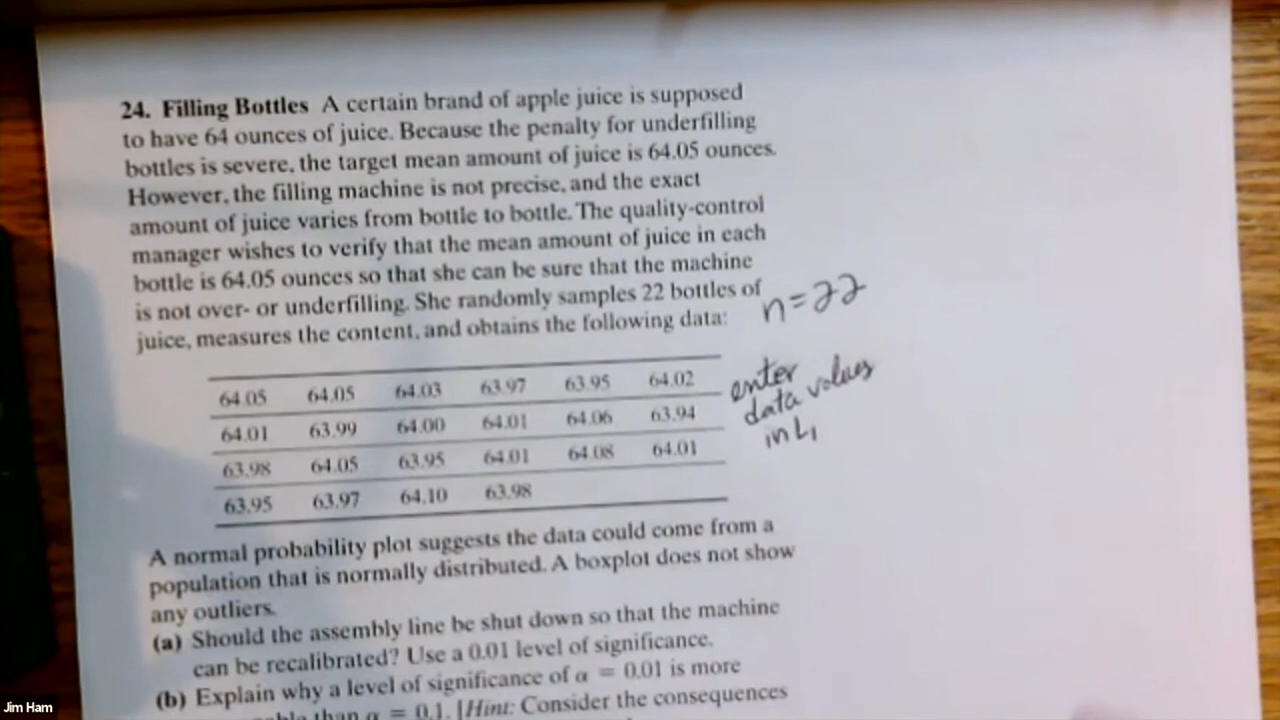 24. Filling Bottles A certain brand of apple juice is supposed
to have 64 ounces of juice. Because the penalty for underfilling
bottles is severe, the target mean amount of juice is 64.05 ounces.
However, the filling machine is not precise, and the exact
amount of juice varies from bottle to bottle. The quality-control
manager wishes to verify that the mean amount of juice in each
bottle is 64.05 ounces so that she can be sure that the machine
is not over- or underfilling. She randomly samples 22 bottles of
juice, measures the content, and obtains the following data:
n=22
64.05 64.05 64.03 63.97 63.95 64.02
64.01 63.99 64.00 64.01 64.06 63.94
63.98 64.05 63.95 64.01 64.08 64.01
63.95 63.97 64.10 63.98
enter
data values
in L1
A normal probability plot suggests the data could come from a
population that is normally distributed. A boxplot does not show
any outliers.
(a) Should the assembly line be shut down so that the machine
can be recalibrated? Use a 0.01 level of significance.
(b) Explain why a level of significance of α = 0.01 is more
than α = 0.1. [Hint: Consider the consequences
Jim Ham